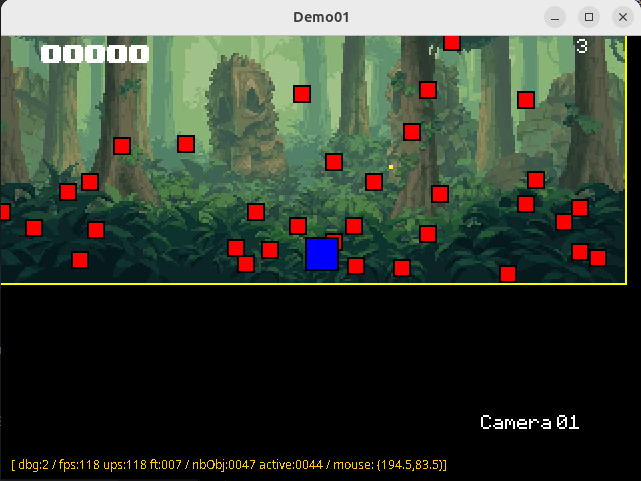 Demo01
00000
3
Camera 01
[ dbg:2 / fps:118 ups:118 ft:007 / nbObj:0047 active:0044 / mouse: {194.5,83.5)]